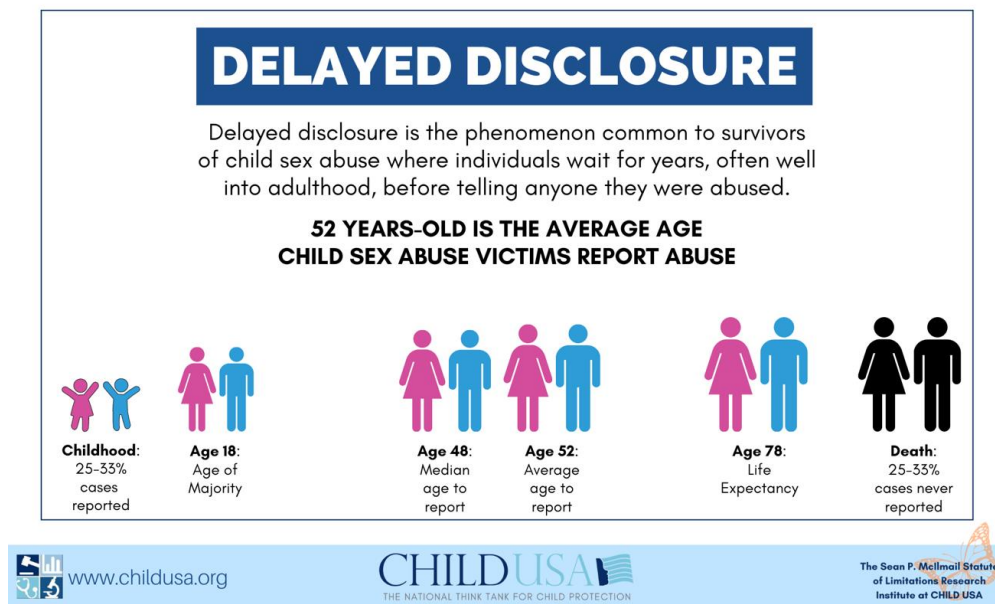 DELAYED DISCLOSURE
Delayed disclosure is the phenomenon common to survivors
of child sex abuse where individuals wait for years, often well
into adulthood, before telling anyone they were abused.
52 YEARS-OLD IS THE AVERAGE AGE
CHILD SEX ABUSE VICTIMS REPORT ABUSE
Childhood:
25-33%
cases
reported
Age 18:
Age of
Majority
Age 48:
Median
age to
report
Age 52:
Average
age to
report
Age 78:
Life
Expectancy
Death:
25-33%
cases never
reported
www.childusa.org
CHILD USA
THE NATIONAL THINK TANK FOR CHILD PROTECTION
The Sean P. McIlmail Statute
of Limitations Research
Institute at CHILD USA